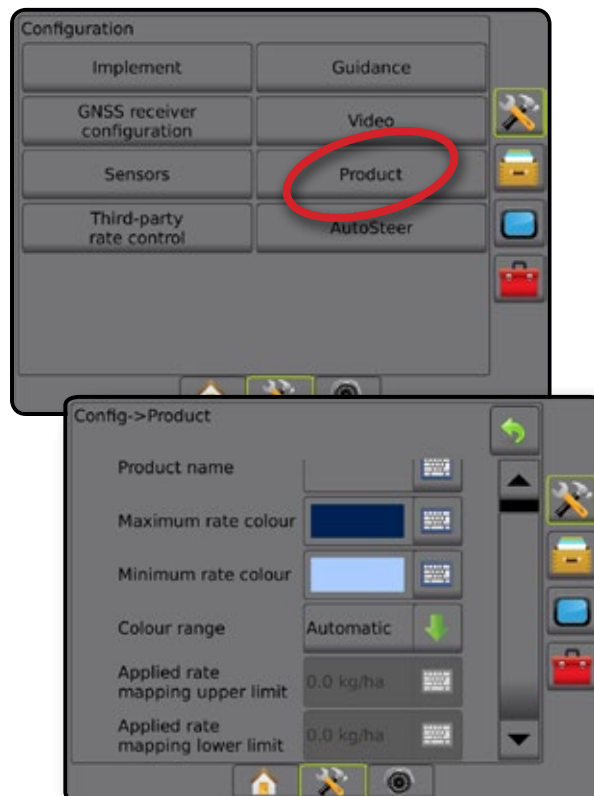 Configuration
Implement
Guidance
GNSS receiver
configuration
Video
Sensors
Product
Third-party
rate control
AutoSteer
Config->Product
Product name
Maximum rate colour
Minimum rate colour
Colour range
Automatic
Applied rate
mapping upper limit
0.0 kg/ha
Applied rate
mapping lower limit
0.0 kg/ha